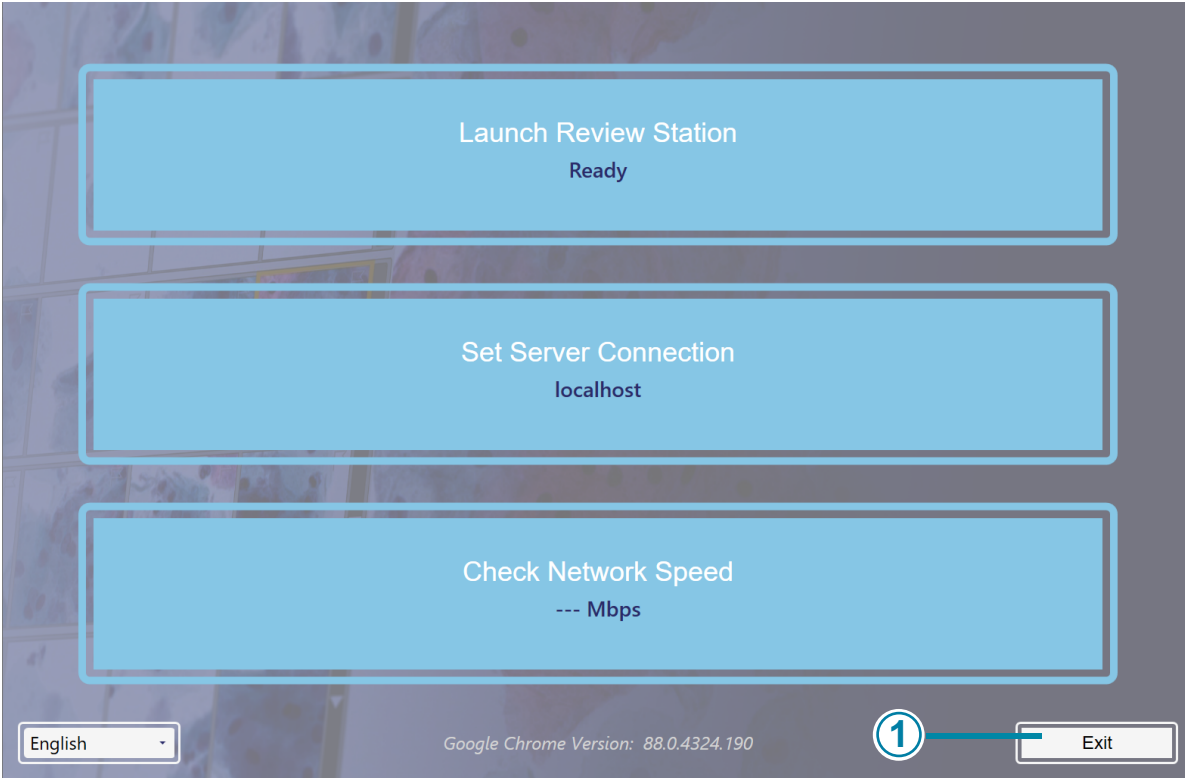 Launch Review Station
Ready
Set Server Connection
localhost
Check Network Speed
--- Mbps
English
Google Chrome Version: 88.0.4324.190
1
Exit